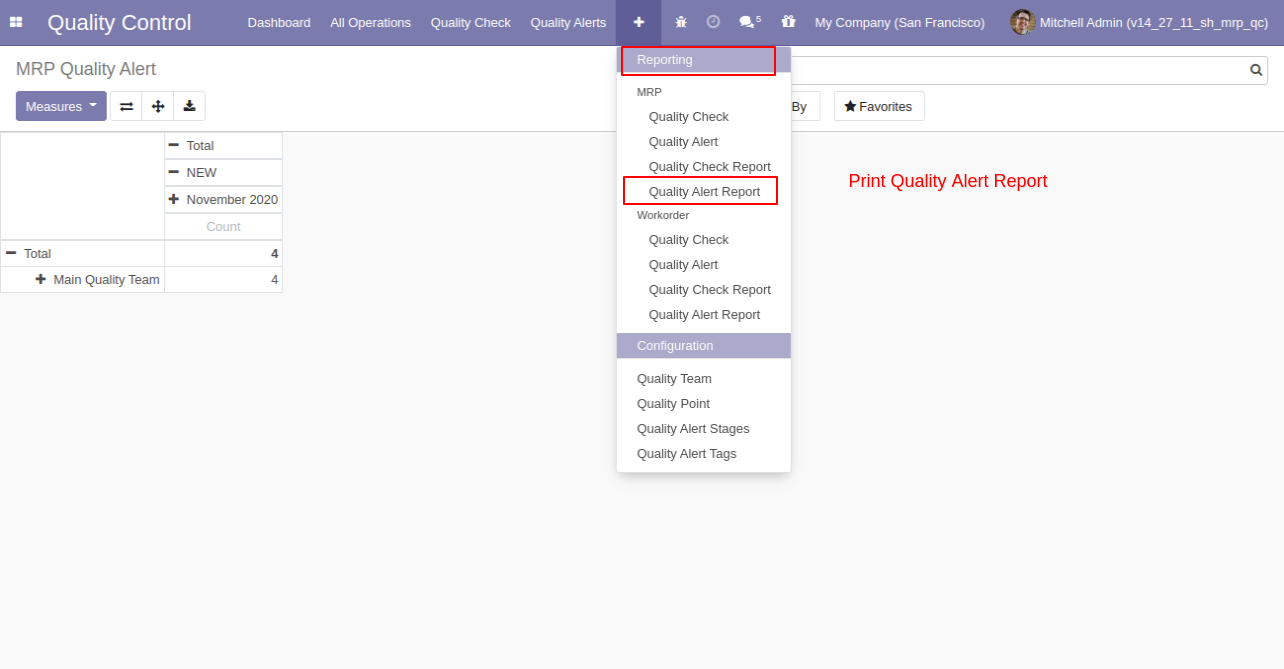 Quality Control
Dashboard All Operations Quality Check Quality Alerts 5 My Company (San Francisco) Mitchell Admin (v14_27_11_sh_mrp_qc)
MRP Quality Alert
Measures
By
Favorites
Reporting
MRP
Quality Check
Quality Alert
Quality Check Report
Quality Alert Report
Workorder
Quality Check
Quality Alert
Quality Check Report
Quality Alert Report
Configuration
Quality Team
Quality Point
Quality Alert Stages
Quality Alert Tags
Print Quality Alert Report
Total
NEW
November 2020
Count
Total 4
Main Quality Team 4